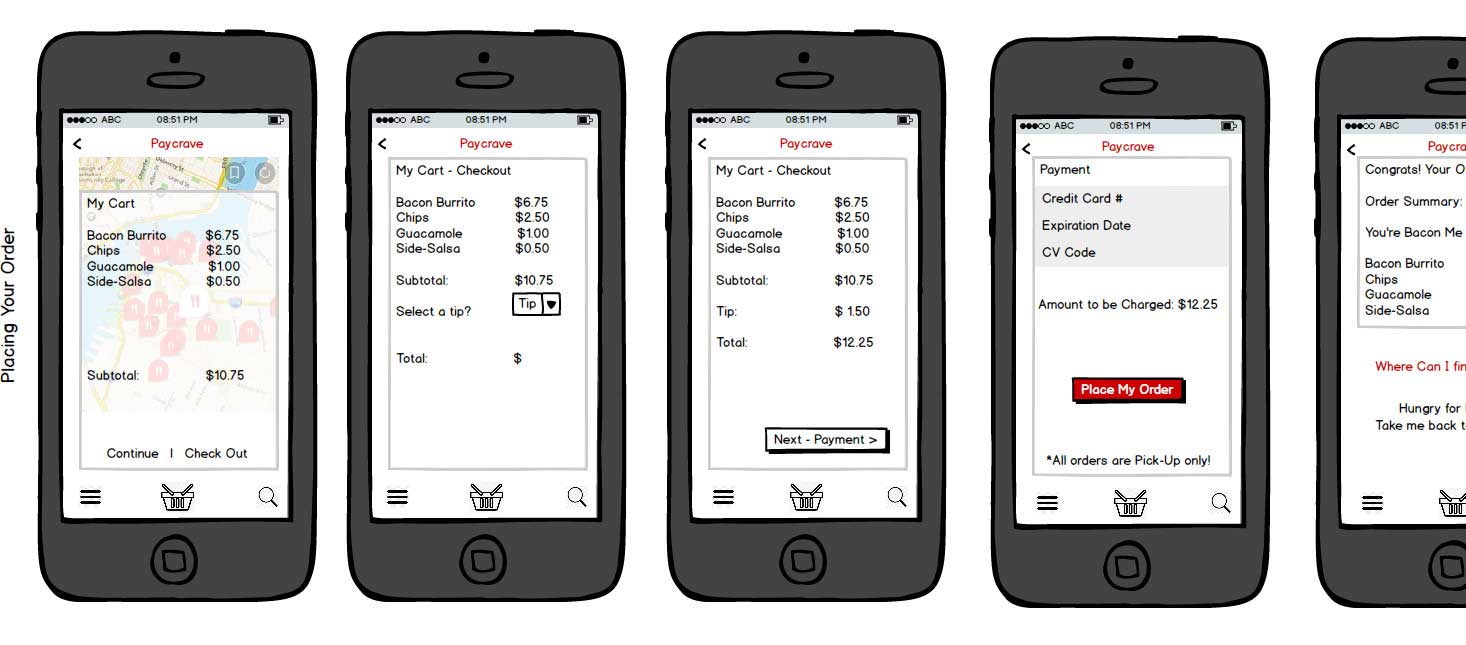 Placing Your Order
ABC 08:51 PM
Paycrave
My Cart
Bacon Burrito $6.75
Chips $2.50
Guacamole $1.00
Side-Salsa $0.50
Subtotal: $10.75
Continue | Check Out
ABC 08:51 PM
Paycrave
My Cart - Checkout
Bacon Burrito $6.75
Chips $2.50
Guacamole $1.00
Side-Salsa $0.50
Subtotal: $10.75
Select a tip? Tip
Total: $
ABC 08:51 PM
Paycrave
My Cart - Checkout
Bacon Burrito $6.75
Chips $2.50
Guacamole $1.00
Side-Salsa $0.50
Subtotal: $10.75
Tip: $ 1.50
Total: $12.25
Next - Payment >
ABC 08:51 PM
Paycrave
Payment
Credit Card #
Expiration Date
CV Code
Amount to be Charged: $12.25
Place My Order
*All orders are Pick-Up only!
ABC 08:51
Paycra
Congrats! Your O
Order Summary:
You're Bacon Me
Bacon Burrito
Chips
Guacamole
Side-Salsa
Where Can I fin
Hungry for
Take me back t